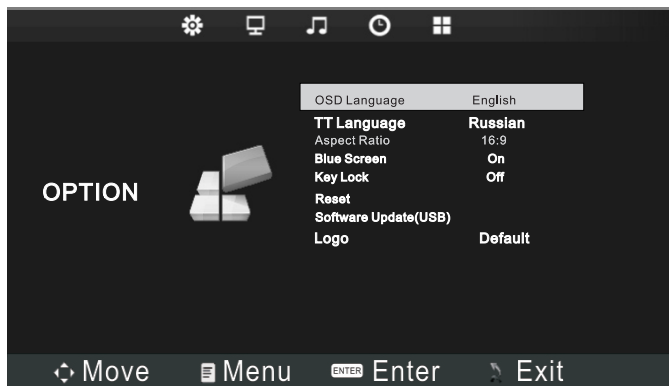 OSD Language English
TT Language Russian
Aspect Ratio 16:9
Blue Screen On
Key Lock Off
OPTION
Reset
Software Update(USB)
Logo Default
Move Menu ENTER Enter Exit